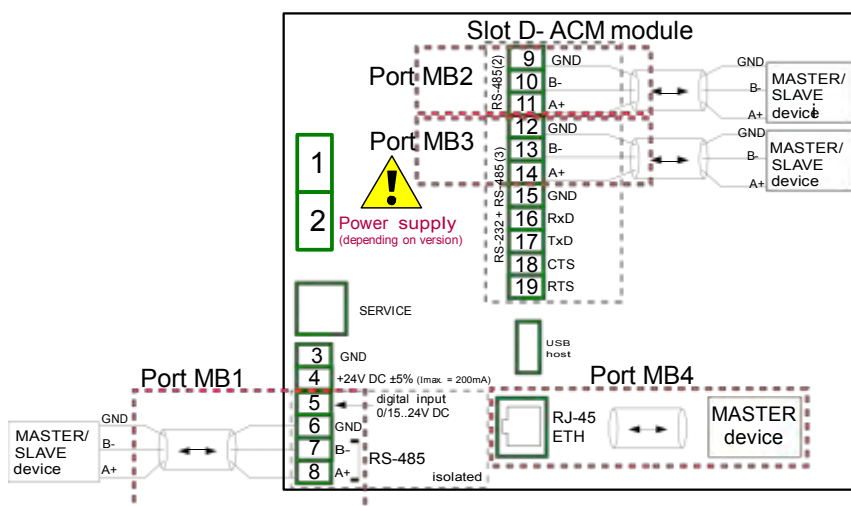 Slot D- ACM module
Port MB2
RS-485(2)
9 GND
10 B-
11 A+
GND
B-
A+
MASTER/
SLAVE
device
Port MB3
RS-232 + RS-485 (3)
12 GND
13 B-
14 A+
15 GND
16 RxD
17 TxD
18 CTS
19 RTS
GND
B-
A+
MASTER/
SLAVE
device
1
2
!
Power supply
(depending on version)
SERVICE
USB
host
3 GND
4 +24V DC ±5% (Imax. = 200mA)
5 digital input
0/15..24V DC
6 GND
7 B-
8 A+
RS-485
isolated
Port MB1
GND
B-
A+
MASTER/
SLAVE
device
Port MB4
RJ-45
ETH
MASTER
device